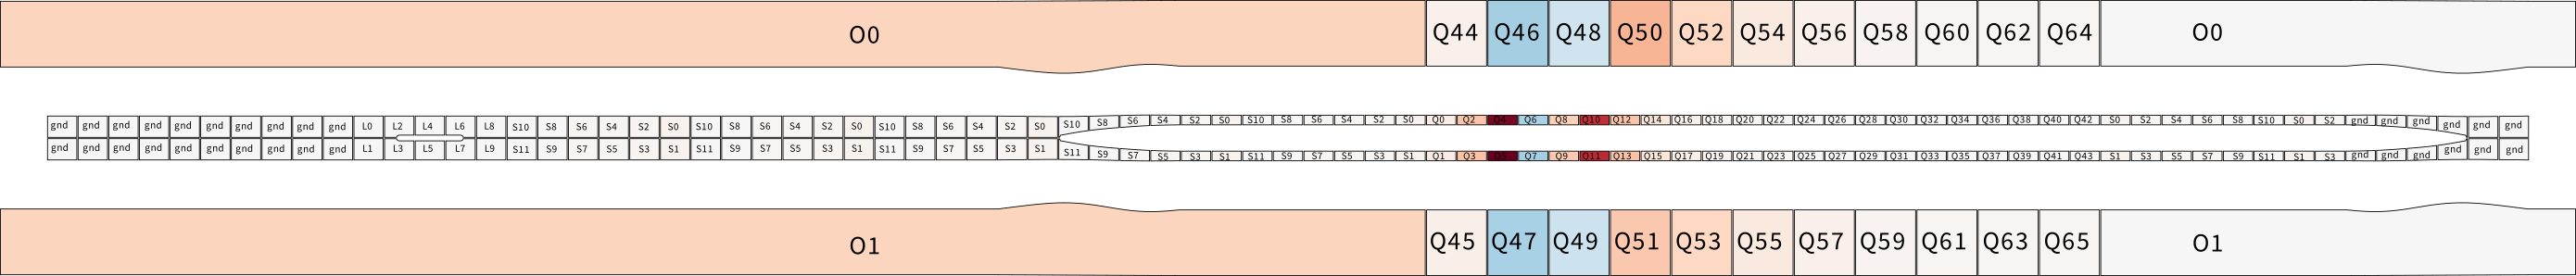 O0 Q44 Q46 Q48 Q50 Q52 Q54 Q56 Q58 Q60 Q62 Q64 O0
gnd gnd gnd gnd gnd gnd gnd gnd gnd gnd L0 L2 L4 L6 L8 S10 S8 S6 S4 S2 S0 S10 S8 S6 S4 S2 S0 S10 S8 S6 S4 S2 S0 S10 S8 S6 S4 S2 S0 S10 S8 S6 S4 S2 S0 Q0 Q2 Q4 Q6 Q8 Q10 Q12 Q14 Q16 Q18 Q20 Q22 Q24 Q26 Q28 Q30 Q32 Q34 Q36 Q38 Q40 Q42 S0 S2 S4 S6 S8 S10 S0 S2 gnd gnd gnd gnd gnd gnd
gnd gnd gnd gnd gnd gnd gnd gnd gnd gnd L1 L3 L5 L7 L9 S11 S9 S7 S5 S3 S1 S11 S9 S7 S5 S3 S1 S11 S9 S7 S5 S3 S1 S11 S9 S7 S5 S3 S1 S11 S9 S7 S5 S3 S1 Q1 Q3 Q7 Q9 Q11 Q13 Q15 Q17 Q19 Q21 Q23 Q25 Q27 Q29 Q31 Q33 Q35 Q37 Q39 Q41 Q43 S1 S3 S5 S7 S9 S11 S1 S3 gnd gnd gnd gnd gnd gnd
O1 Q45 Q47 Q49 Q51 Q53 Q55 Q57 Q59 Q61 Q63 Q65 O1